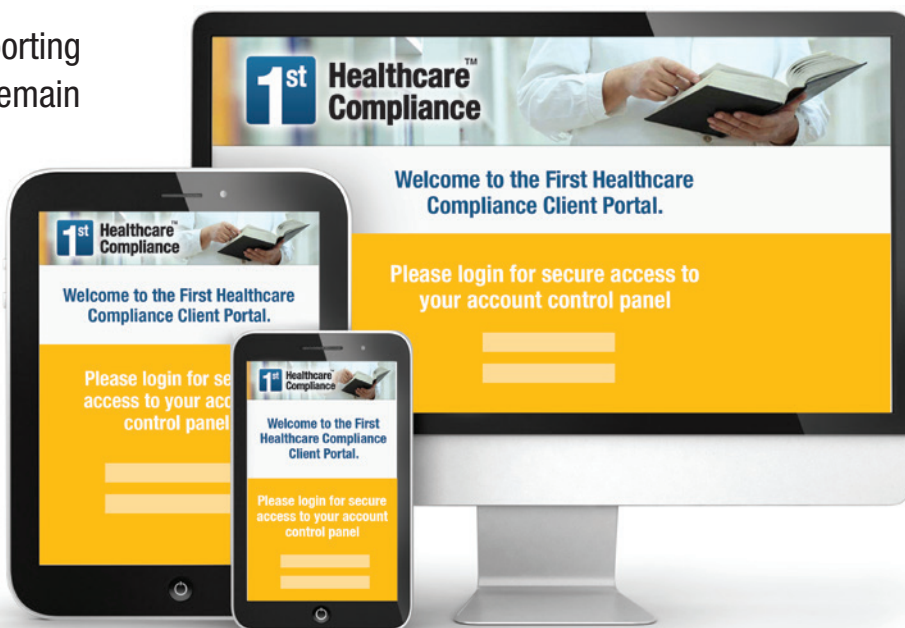 porting
emain
1st Healthcare™
Compliance
Welcome to the First Healthcare
Compliance Client Portal.
Please login for secure access to
your account control panel
1st Healthcare™
Compliance
Welcome to the First Healthcare
Compliance Client Portal.
Please login for se
access to your acc
control panel
1st Healthcare™
Compliance
Welcome to the First
Healthcare Compliance
Client Portal.
Please login for secure
access to your account
control panel